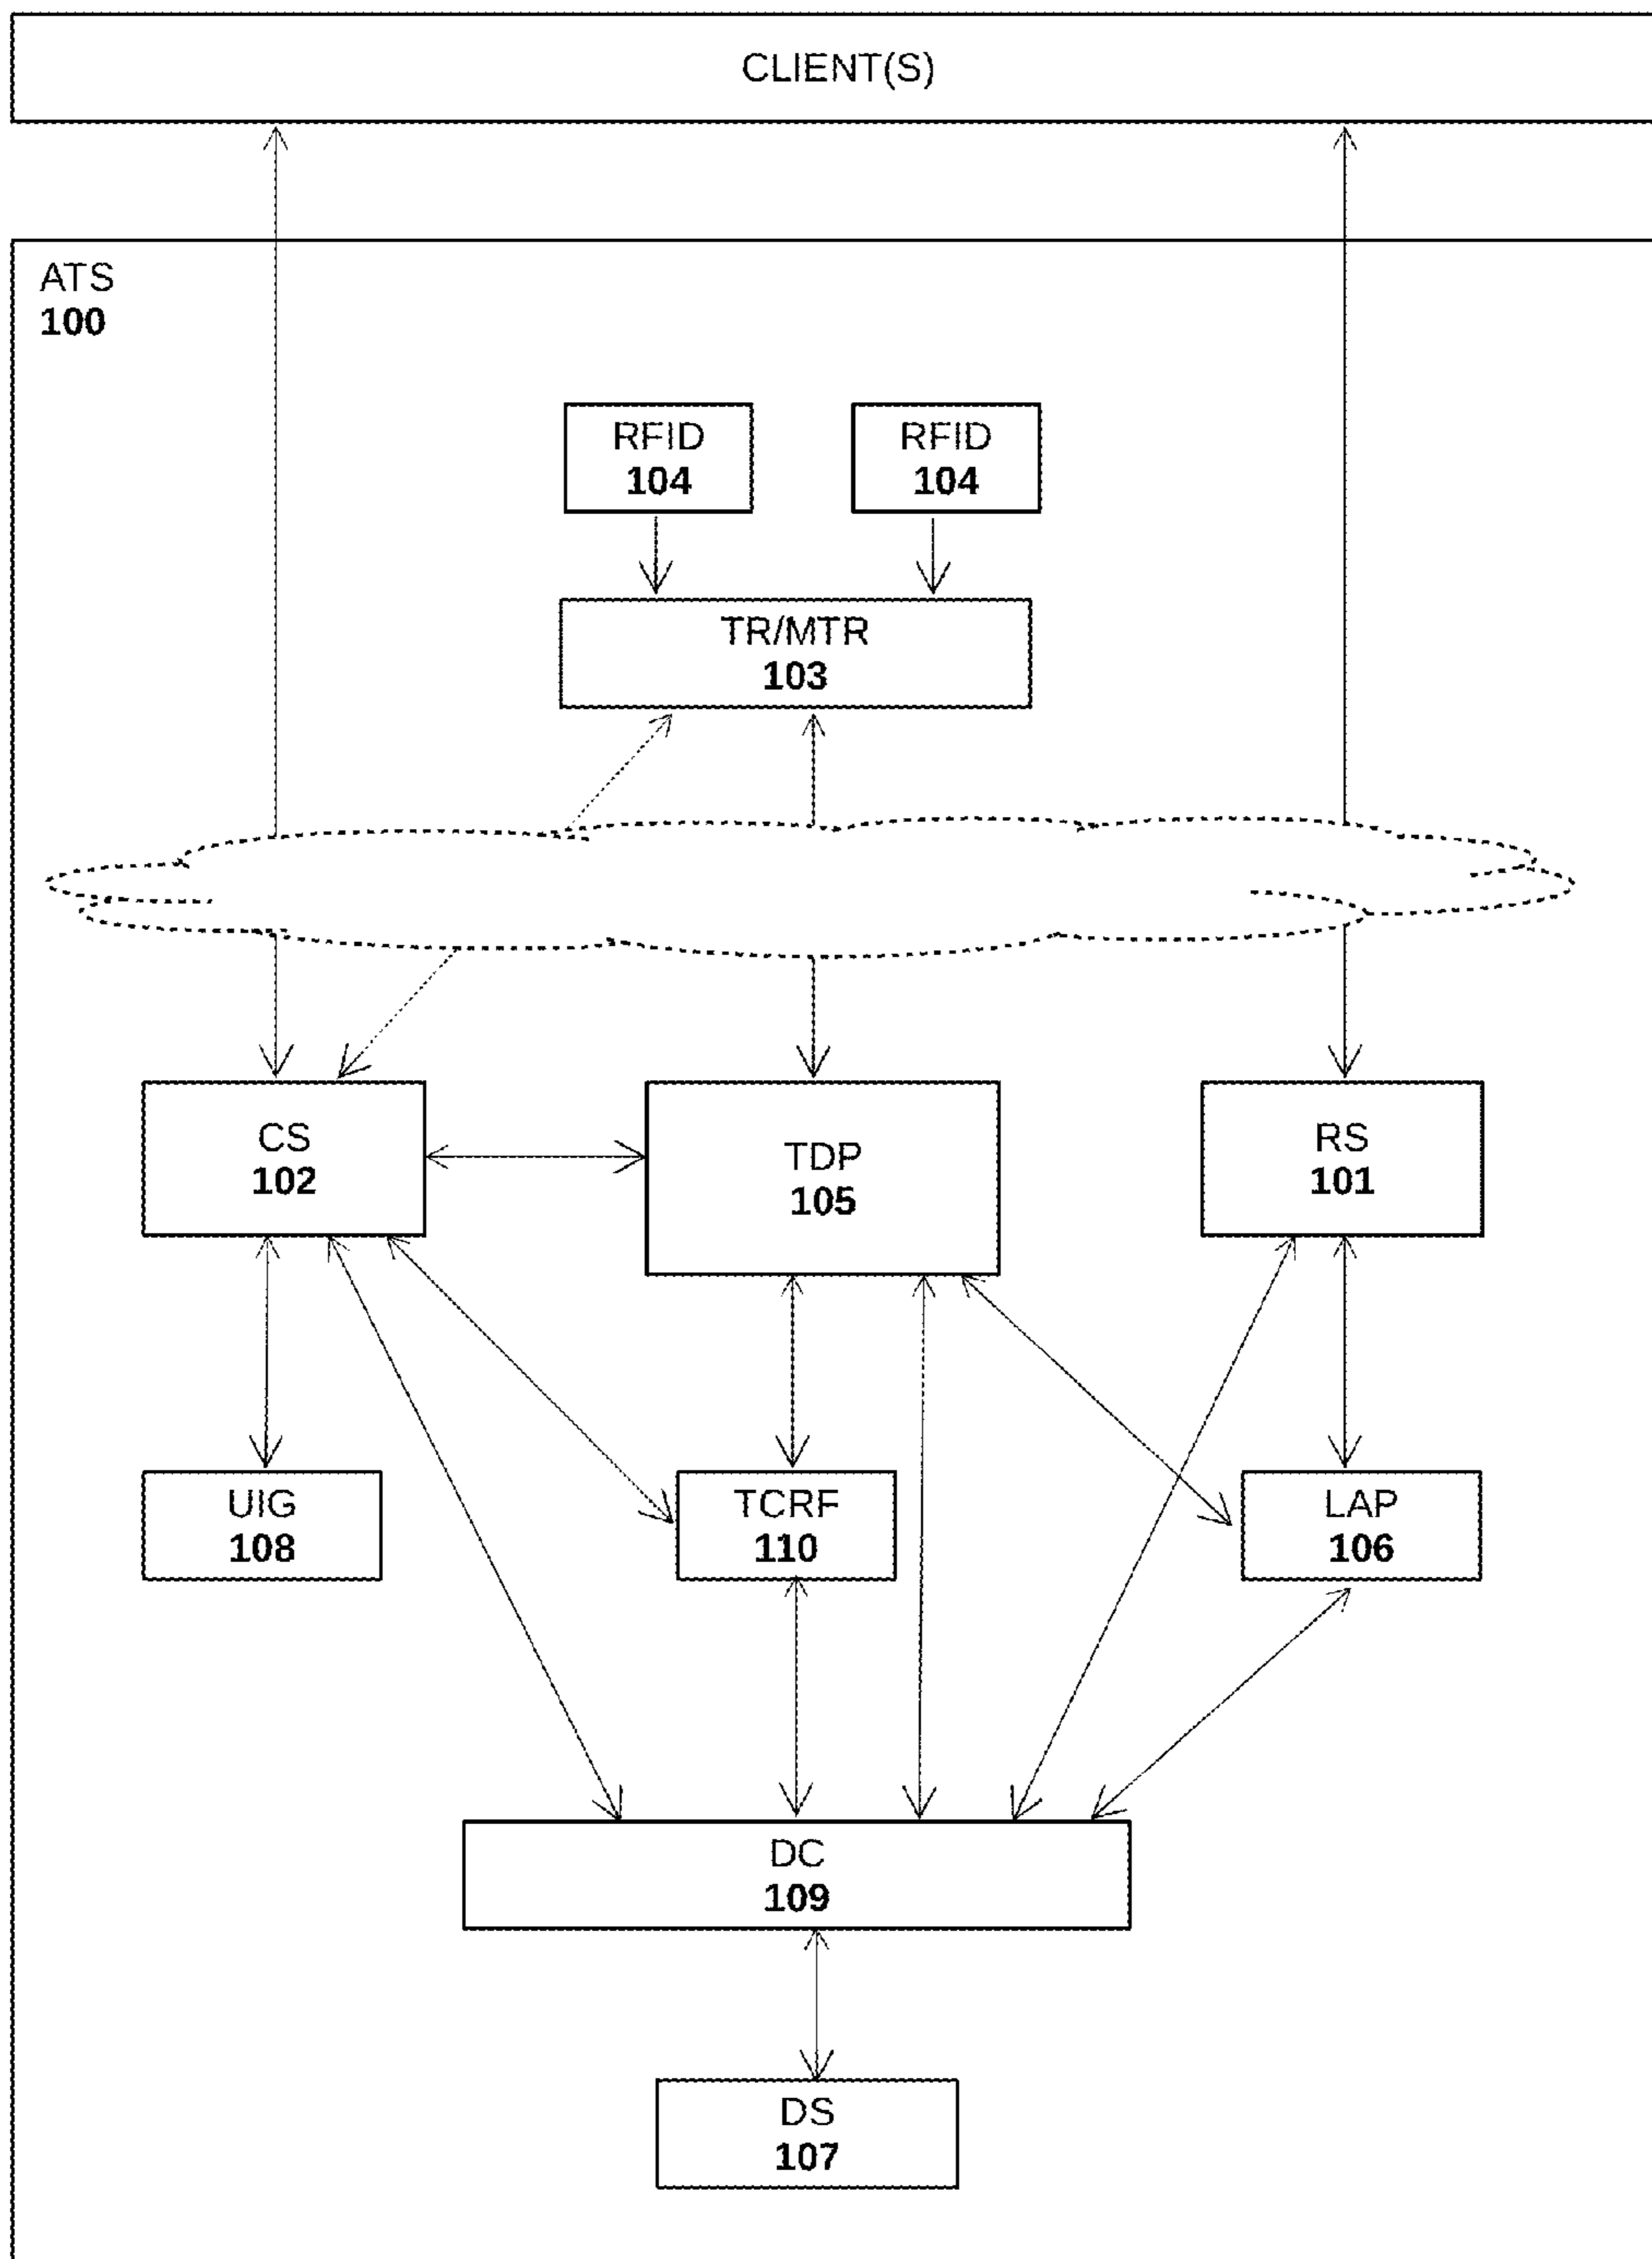 CLIENT(S)
ATS
100
RFID
104
RFID
104
TR/MTR
103
CS
102
TDP
105
RS
101
UIG
108
TCRF
110
LAP
106
DC
109
DS
107